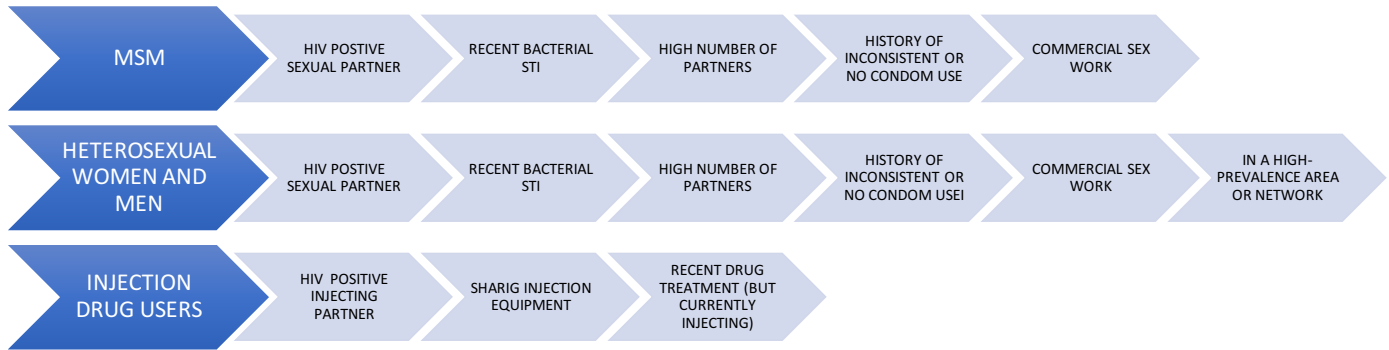 MSM
HIV POSTIVE
SEXUAL PARTNER
RECENT BACTERIAL
STI
HIGH NUMBER OF
PARTNERS
HISTORY OF
INCONSISTENT OR
NO CONDOM USE
COMMERCIAL SEX
WORK
HETEROSEXUAL
WOMEN AND
MEN
HIV POSTIVE
SEXUAL PARTNER
RECENT BACTERIAL
STI
HIGH NUMBER OF
PARTNERS
HISTORY OF
INCONSISTENT OR
NO CONDOM USEI
COMMERCIAL SEX
WORK
IN A HIGH-
PREVALENCE AREA
OR NETWORK
INJECTION
DRUG USERS
HIV POSITIVE
INJECTING
PARTNER
SHARIG INJECTION
EQUIPMENT
RECENT DRUG
TREATMENT (BUT
CURRENTLY
INJECTING)